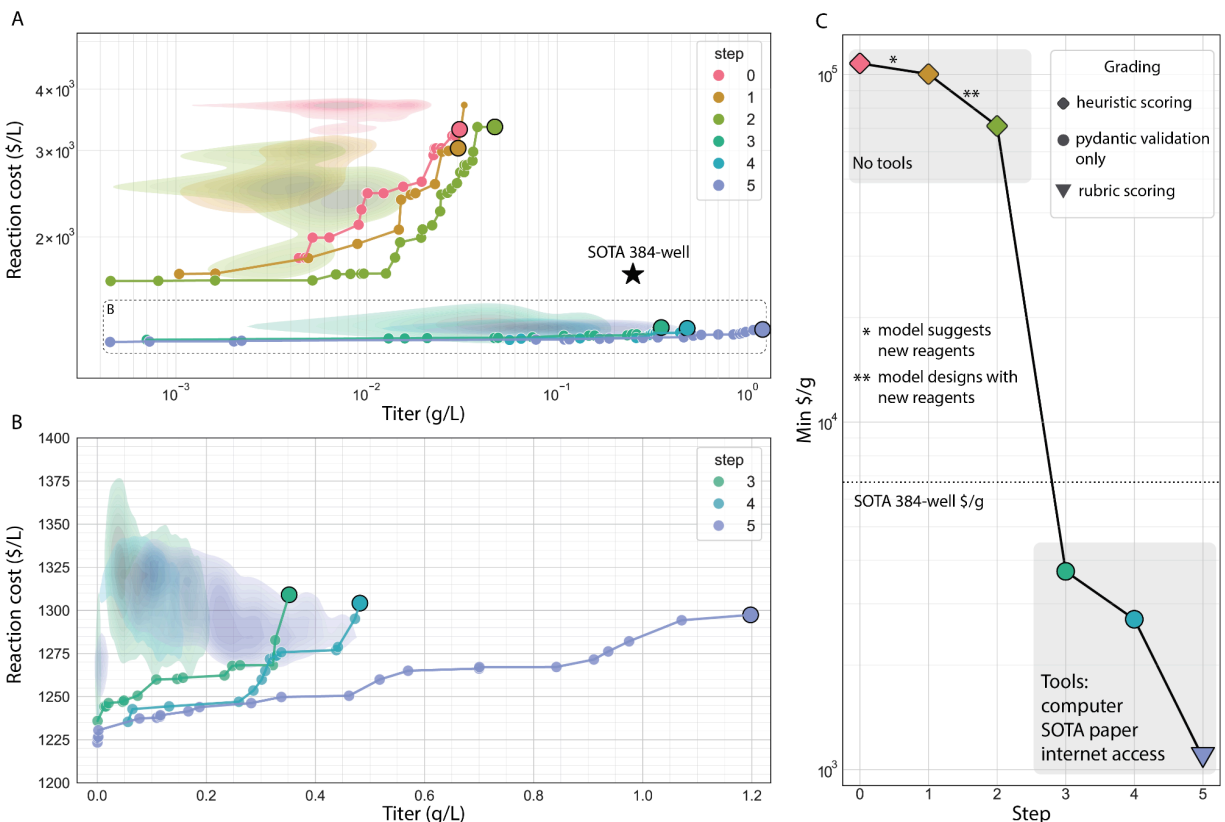 A
Reaction cost ($/L)
4×10³
3×10³
2×10³
step
0
1
2
3
4
5
SOTA 384-well
B
10⁻³
10⁻²
10⁻¹
10⁰
Titer (g/L)
B
Reaction cost ($/L)
1400
1375
1350
1325
1300
1275
1250
1225
1200
step
3
4
5
0.0
0.2
0.4
0.6
0.8
1.0
1.2
Titer (g/L)
C
Min $/g
10⁵
10⁴
10³
*
**
No tools
Grading
heuristic scoring
pydantic validation
only
rubric scoring
* model suggests
new reagents
** model designs with
new reagents
SOTA 384-well $/g
Tools:
computer
SOTA paper
internet access
0
1
2
3
4
5
Step